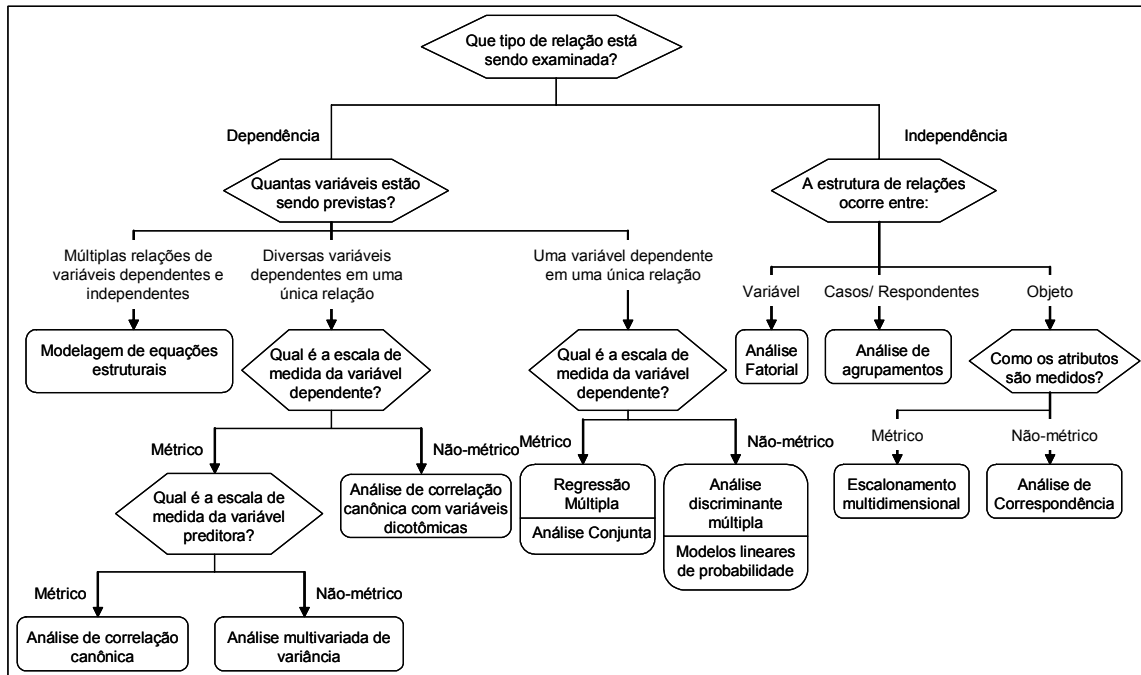 Que tipo de relação está
sendo examinada?
Dependência
Independência
Quantas variáveis estão
sendo previstas?
A estrutura de relações
ocorre entre:
Múltiplas relações de
variáveis dependentes e
independentes
Diversas variáveis
dependentes em uma
única relação
Uma variável dependente
em uma única relação
Variável
Casos/ Respondentes
Objeto
Modelagem de equações
estruturais
Qual é a escala de
medida da variável
dependente?
Qual é a escala de
medida da variável
dependente?
Análise
Fatorial
Análise de
agrupamentos
Como os atributos
são medidos?
Métrico
Não-métrico
Métrico
Não-métrico
Métrico
Não-métrico
Qual é a escala de
medida da variável
preditora?
Análise de correlação
canônica com variáveis
dicotômicas
Regressão
Múltipla
Análise Conjunta
Análise
discriminante
múltipla
Modelos lineares
de probabilidade
Escalonamento
multidimensional
Análise de
Correspondência
Métrico
Não-métrico
Análise de correlação
canônica
Análise multivariada de
variância